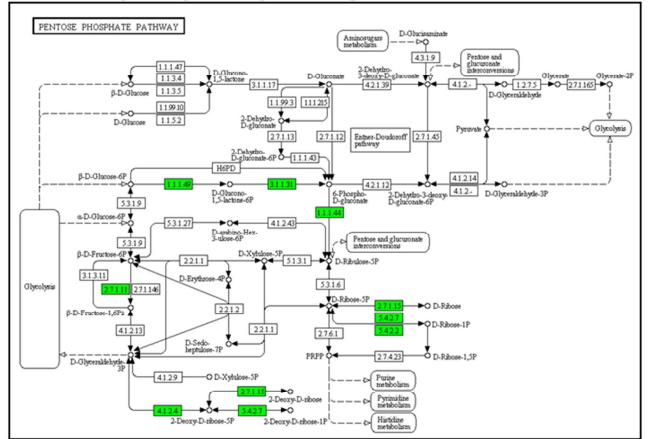 PENTOSE PHOSPHATE PATHWAY
Aminosugars
metabolism
D-Glucosaminate
4.3.1.9
Pentose and
glucuronate
interconversions
1.1.1.47
1.1.3.4
1.1.3.5
β-D-Glucose
D-Glucono-
1,5-lactone
3.1.1.17
D-Gluconate
4.2.1.39
2-Dehydro-
3-deoxy-D-gluconate
4.1.2.-
D-Glyceraldehyde
1.2.7.5
Glycerate
2.7.1.165
Glycerate-2P
1.1.99.10
1.1.5.2
D-Glucose
1.1.99.3
1.1.1.215
2-Dehydro-
D-gluconate
2.7.1.13
2.7.1.12
Entner-Doudoroff
pathway
2.7.1.45
Pyruvate
Glycolysis
2-Dehydro-
D-gluconate-6P
1.1.1.43
H6PD
β-D-Glucose-6P
1.1.1.49
D-Glucono-
1,5-lactone-6P
3.1.1.31
6-Phospho-
D-gluconate
4.2.1.12
2-Dehydro-3-deoxy-
D-gluconate-6P
4.1.2.14
4.1.2.-
D-Glyceraldehyde-3P
5.3.1.9
α-D-Glucose-6P
5.3.1.9
1.1.1.44
5.3.1.27
D-arabino-Hex-
3-ulose-6P
4.1.2.43
Pentose and glucuronate
interconversions
β-D-Fructose-6P
2.2.1.1
D-Xylulose-5P
5.1.3.1
D-Ribulose-5P
Glycolysis
3.1.3.11
2.7.1.11
2.7.1.146
D-Erythrose-4P
5.3.1.6
β-D-Fructose-1,6P2
2.2.1.2
D-Ribose-5P
2.7.1.15
D-Ribose
5.4.2.7
5.4.2.2
D-Ribose-1P
4.1.2.13
D-Sedo-
heptulose-7P
2.2.1.1
2.7.6.1
D-Glyceraldehyde-
3P
PRPP
2.7.4.23
D-Ribose-1,5P
4.1.2.9
D-Xylulose-5P
2.7.1.15
2-Deoxy-D-ribose
4.1.2.4
2-Deoxy-D-
ribose-5P
5.4.2.7
2-Deoxy-D-ribose-1P
Purine
metabolism
Pyrimidine
metabolism
Histidine
metabolism